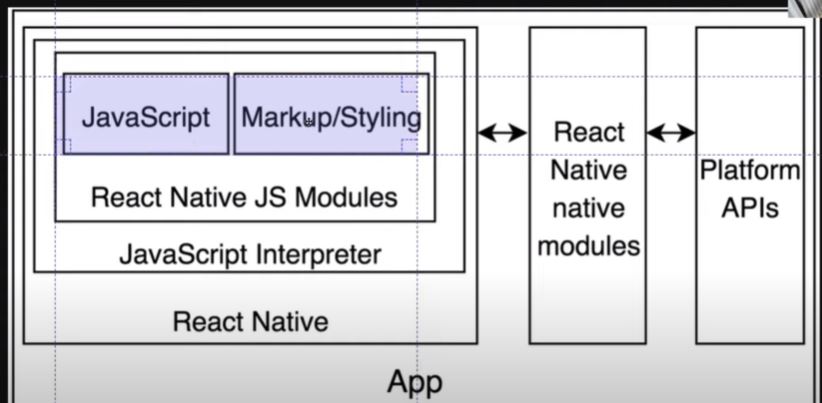 JavaScript
Markup/Styling
React Native JS Modules
JavaScript Interpreter
React Native
React
Native
native
modules
Platform
APIs
App